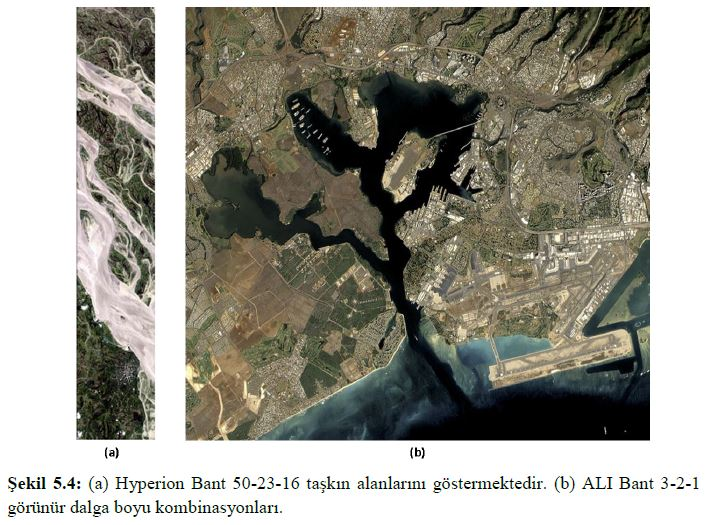 (a)
(b)
Şekil 5.4: (a) Hyperion Bant 50-23-16 taşkın alanlarını göstermektedir. (b) ALI Bant 3-2-1
görünür dalga boyu kombinasyonları.